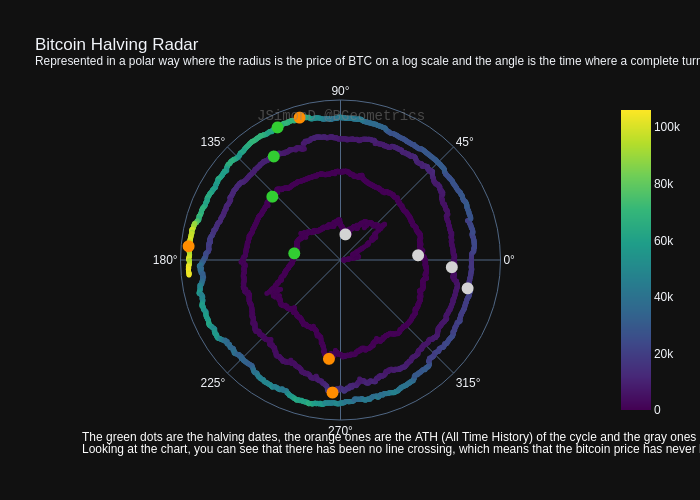 Bitcoin Halving Radar
Represented in a polar way where the radius is the price of BTC on a log scale and the angle is the time where a complete turn
90°
JSimonD @PGeometrics
135°
45°
100k
80k
180°
0°
60k
40k
20k
225°
315°
0
270°
The green dots are the halving dates, the orange ones are the ATH (All Time History) of the cycle and the gray ones
Looking at the chart, you can see that there has been no line crossing, which means that the bitcoin price has never